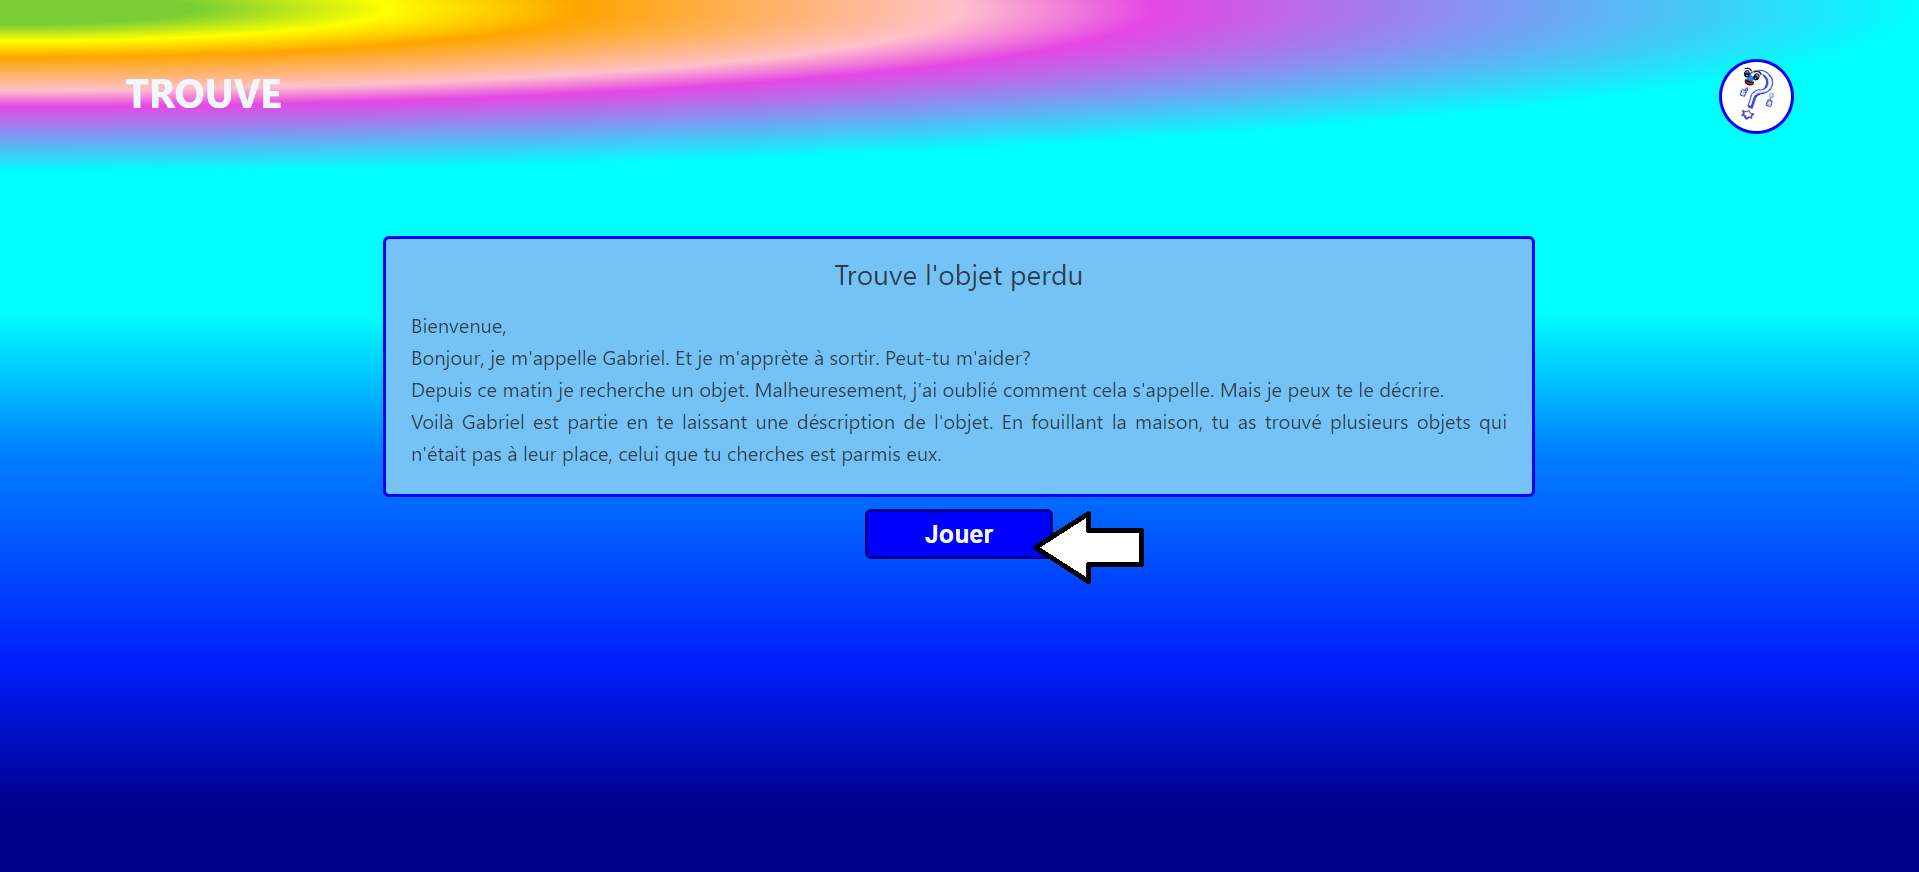 TROUVE
Trouve l'objet perdu
Bienvenue,
Bonjour, je m'appelle Gabriel. Et je m'apprète à sortir. Peut-tu m'aider?
Depuis ce matin je recherche un objet. Malheuresement, j'ai oublié comment cela s'appelle. Mais je peux te le décrire.
Voilà Gabriel est partie en te laissant une déscription de l'objet. En fouillant la maison, tu as trouvé plusieurs objets qui
n'était pas à leur place, celui que tu cherches est parmis eux.
Jouer